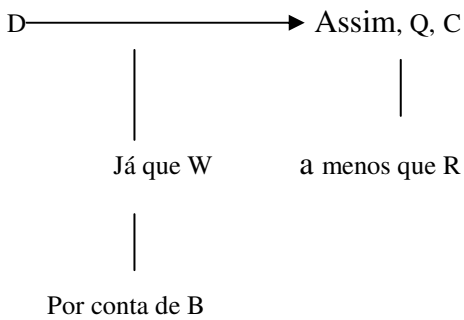 D Assim, Q, C
Já que W a menos que R
Por conta de B